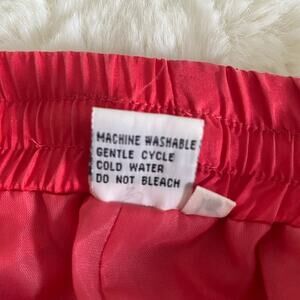 MACHINE WASHABLE
GENTLE CYCLE
COLD WATER
DO NOT BLEACH